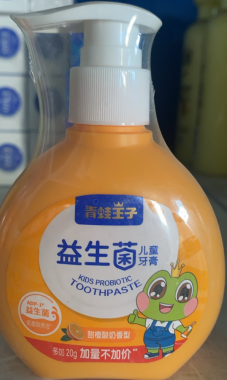 青蛙王子
益生菌
儿童
牙膏
KIDS PROBIOTIC
TOOTHPASTE
益生菌
甜橙酸奶香型
多加20g 加量不加价